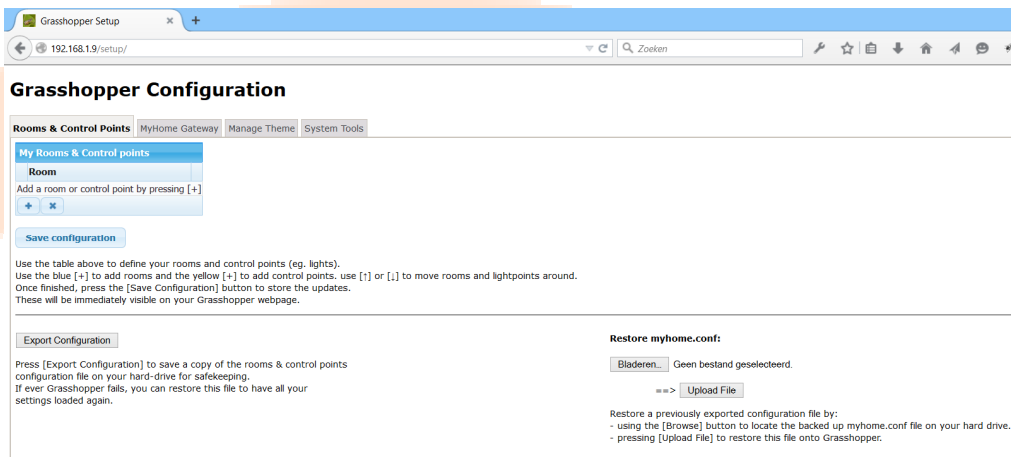 Grasshopper Setup × +
192.168.1.9/setup/ Zoeken
Grasshopper Configuration
Rooms & Control Points MyHome Gateway Manage Theme System Tools
My Rooms & Control points
Room
Add a room or control point by pressing [+]
Save configuration
Use the table above to define your rooms and control points (eg. lights).
Use the blue [+] to add rooms and the yellow [+] to add control points. use [↑] or [↓] to move rooms and lightpoints around.
Once finished, press the [Save Configuration] button to store the updates.
These will be immediately visible on your Grasshopper webpage.
Export Configuration
Press [Export Configuration] to save a copy of the rooms & control points
configuration file on your hard-drive for safekeeping.
If ever Grasshopper fails, you can restore this file to have all your
settings loaded again.
Restore myhome.conf:
Bladeren... Geen bestand geselecteerd.
==> Upload File
Restore a previously exported configuration file by:
- using the [Browse] button to locate the backed up myhome.conf file on your hard drive.
- pressing [Upload File] to restore this file onto Grasshopper.